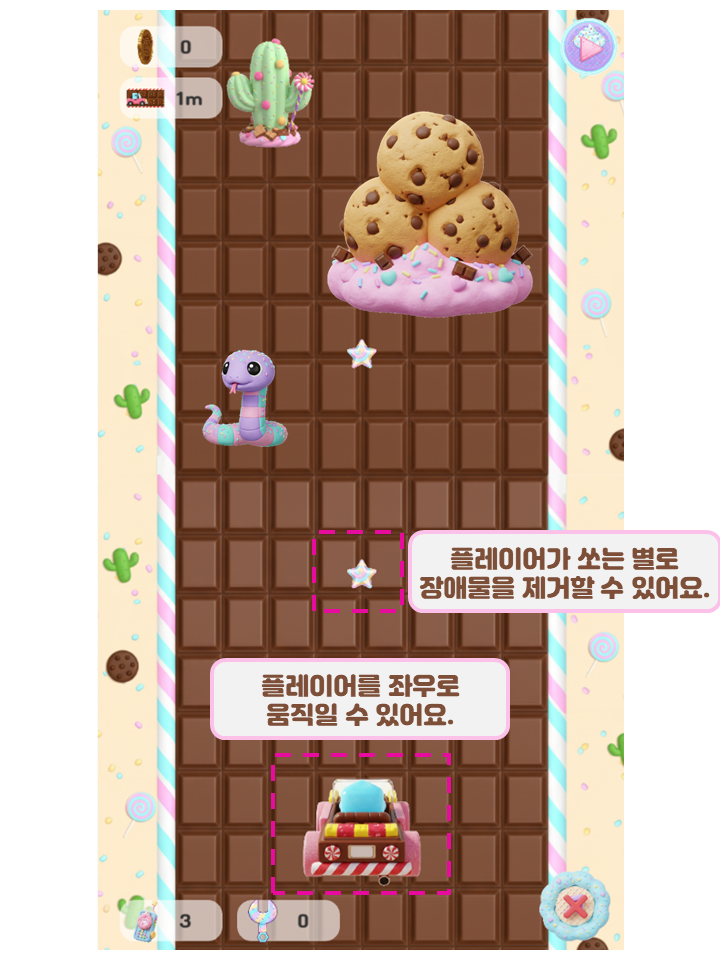 0
1m
플레이어가 쏘는 별로
장애물을 제거할 수 있어요.
플레이어를 좌우로
움직일 수 있어요.
3
0